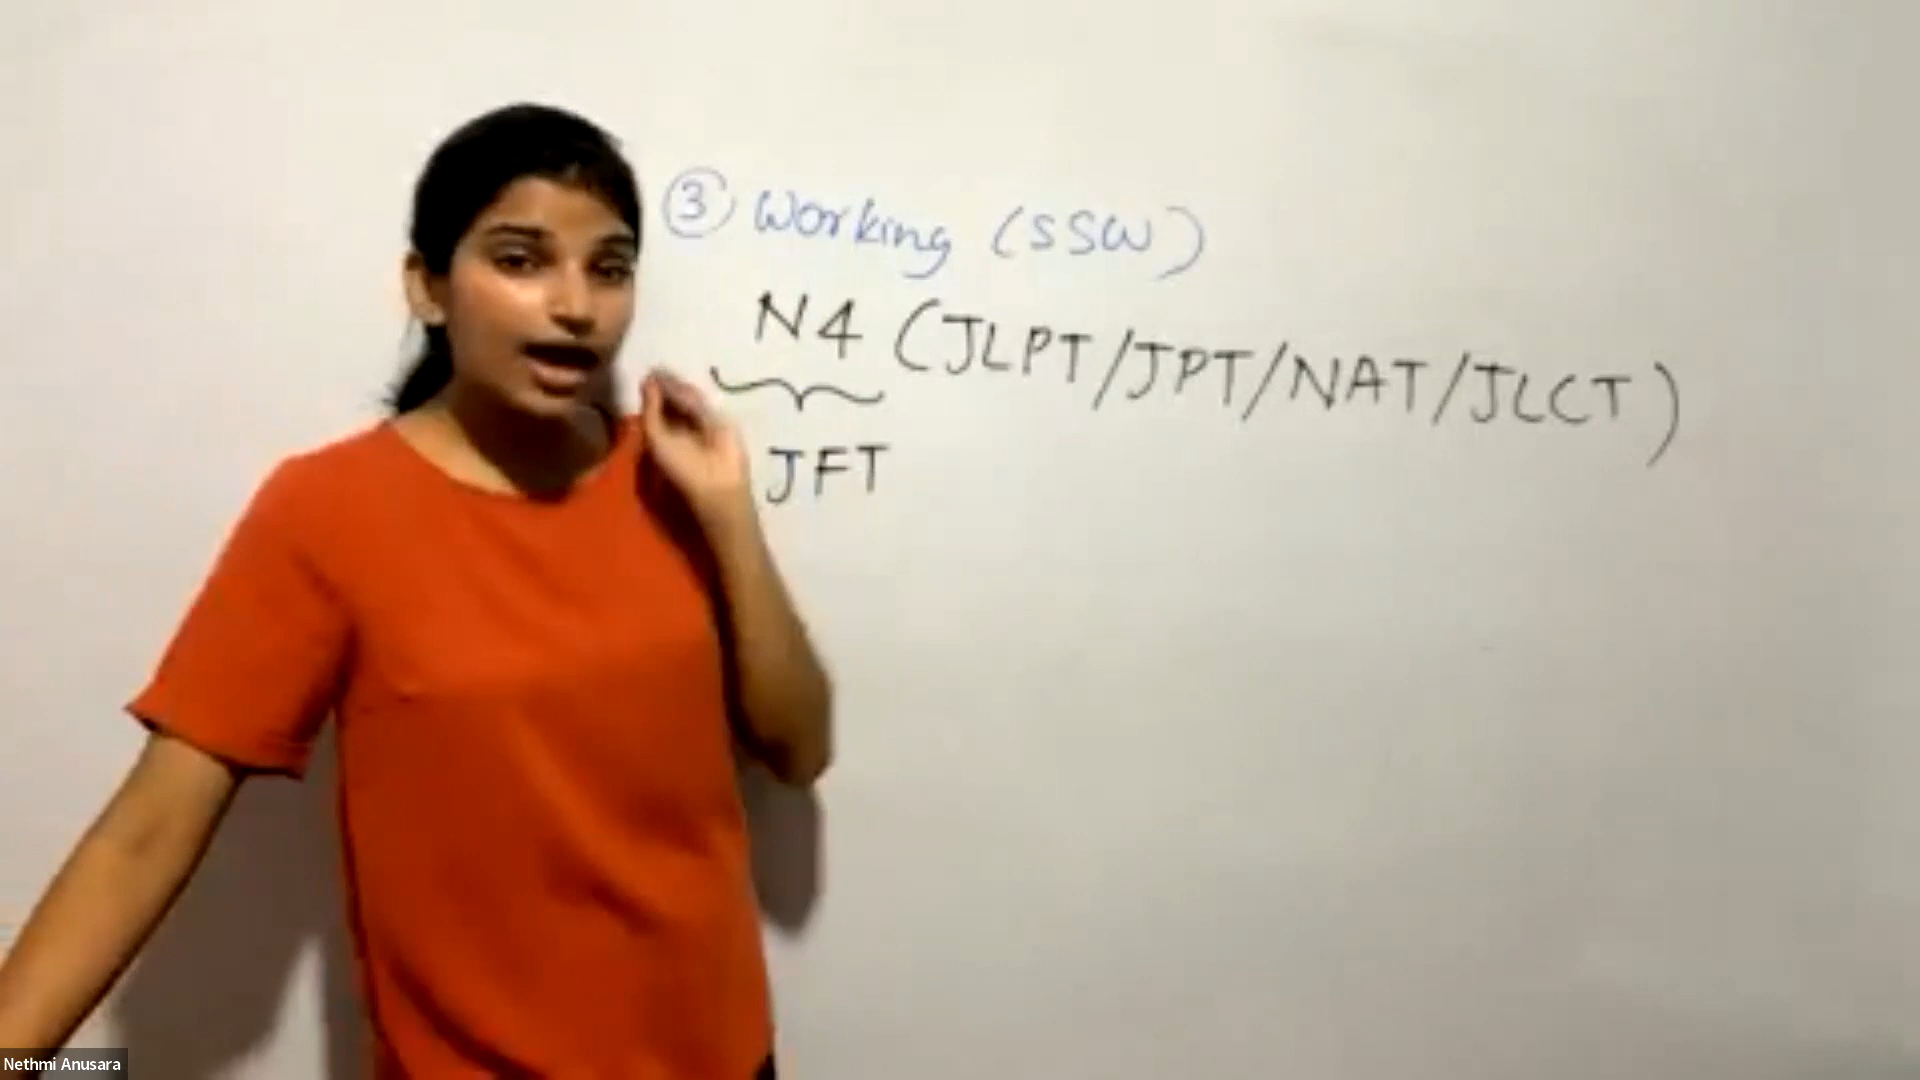 ③ Working (SSW)
N4 (JLPT/JPT/NAT/JLCT)
JFT
Nethmi Anusara